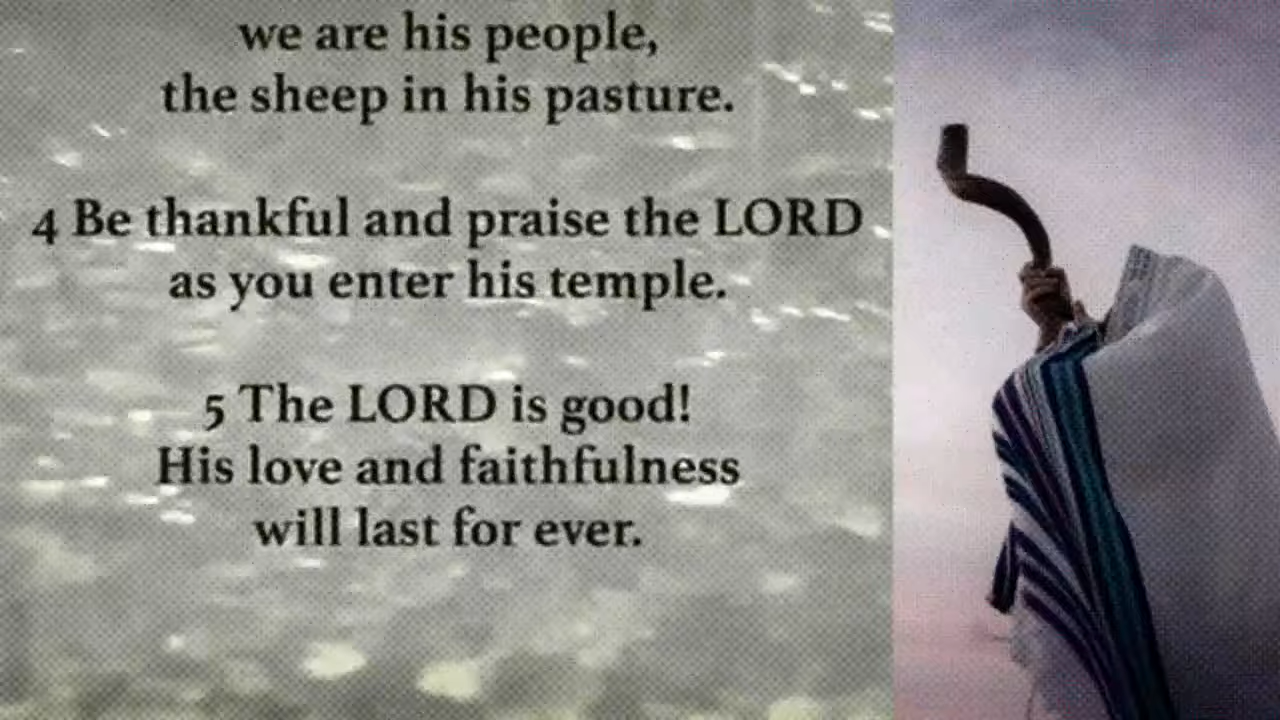 we are his people,
the sheep in his pasture.
4 Be thankful and praise the LORD
as you enter his temple.
5 The LORD is good!
His love and faithfulness
will last for ever.